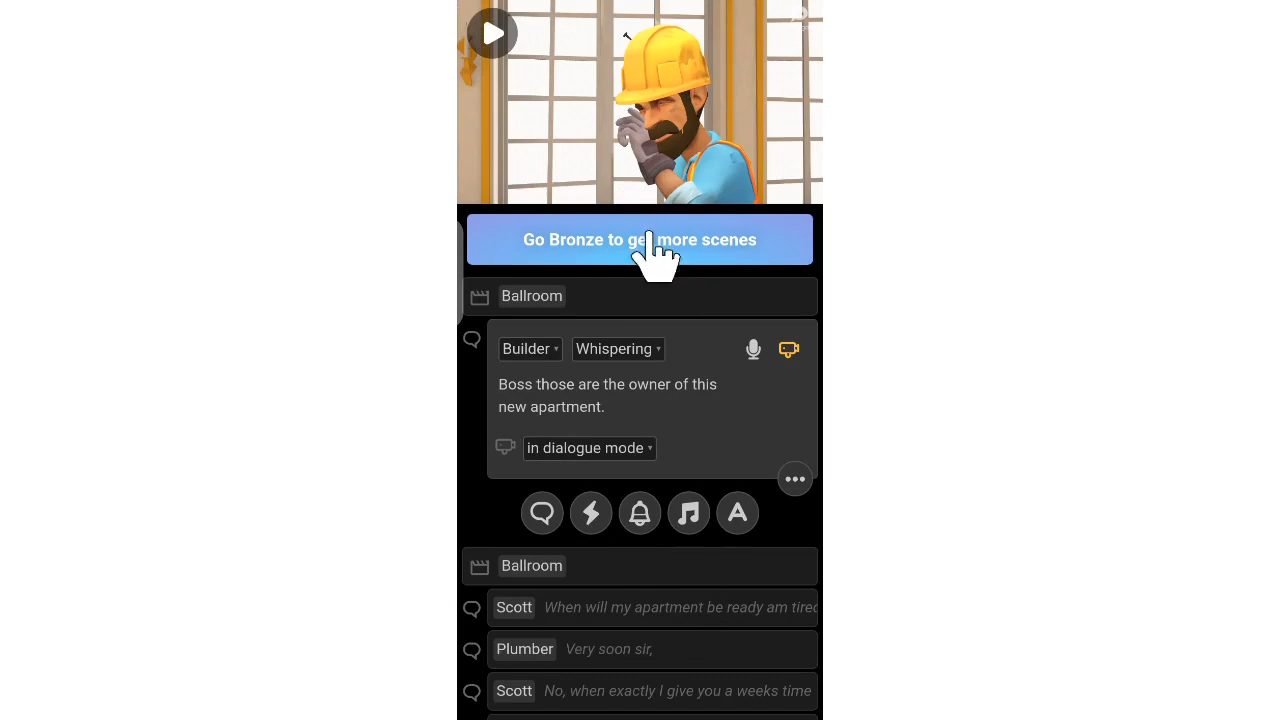 Go Bronze to get more scenes
Ballroom
Builder
Whispering
Boss those are the owner of this
new apartment.
in dialogue mode
Ballroom
Scott When will my apartment be ready am tired
Plumber Very soon sir,
Scott No, when exactly I give you a weeks time